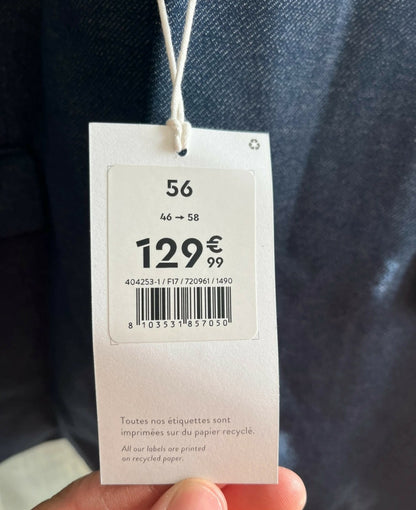 56
46 → 58
129€99
404253-1 / F17 / 720961 / 1490
8 103531 857050
Toutes nos étiquettes sont
imprimées sur du papier recyclé.
All our labels are printed
on recycled paper.